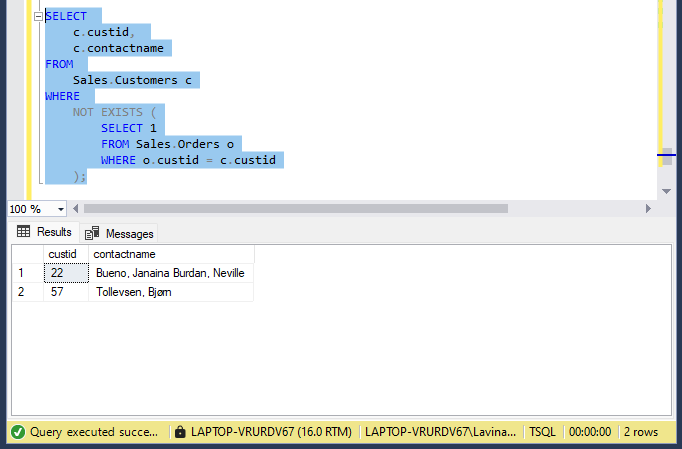 SELECT
c.custid,
c.contactname
FROM
Sales.Customers c
WHERE
NOT EXISTS (
SELECT 1
FROM Sales.Orders o
WHERE o.custid = c.custid
);
100 %
Results Messages
custid contactname
1 22 Bueno, Janaina Burdan, Neville
2 57 Tollevsen, Bjørn
Query executed succe... LAPTOP-VRURDV67 (16.0 RTM) LAPTOP-VRURDV67\Lavina... TSQL 00:00:00 2 rows